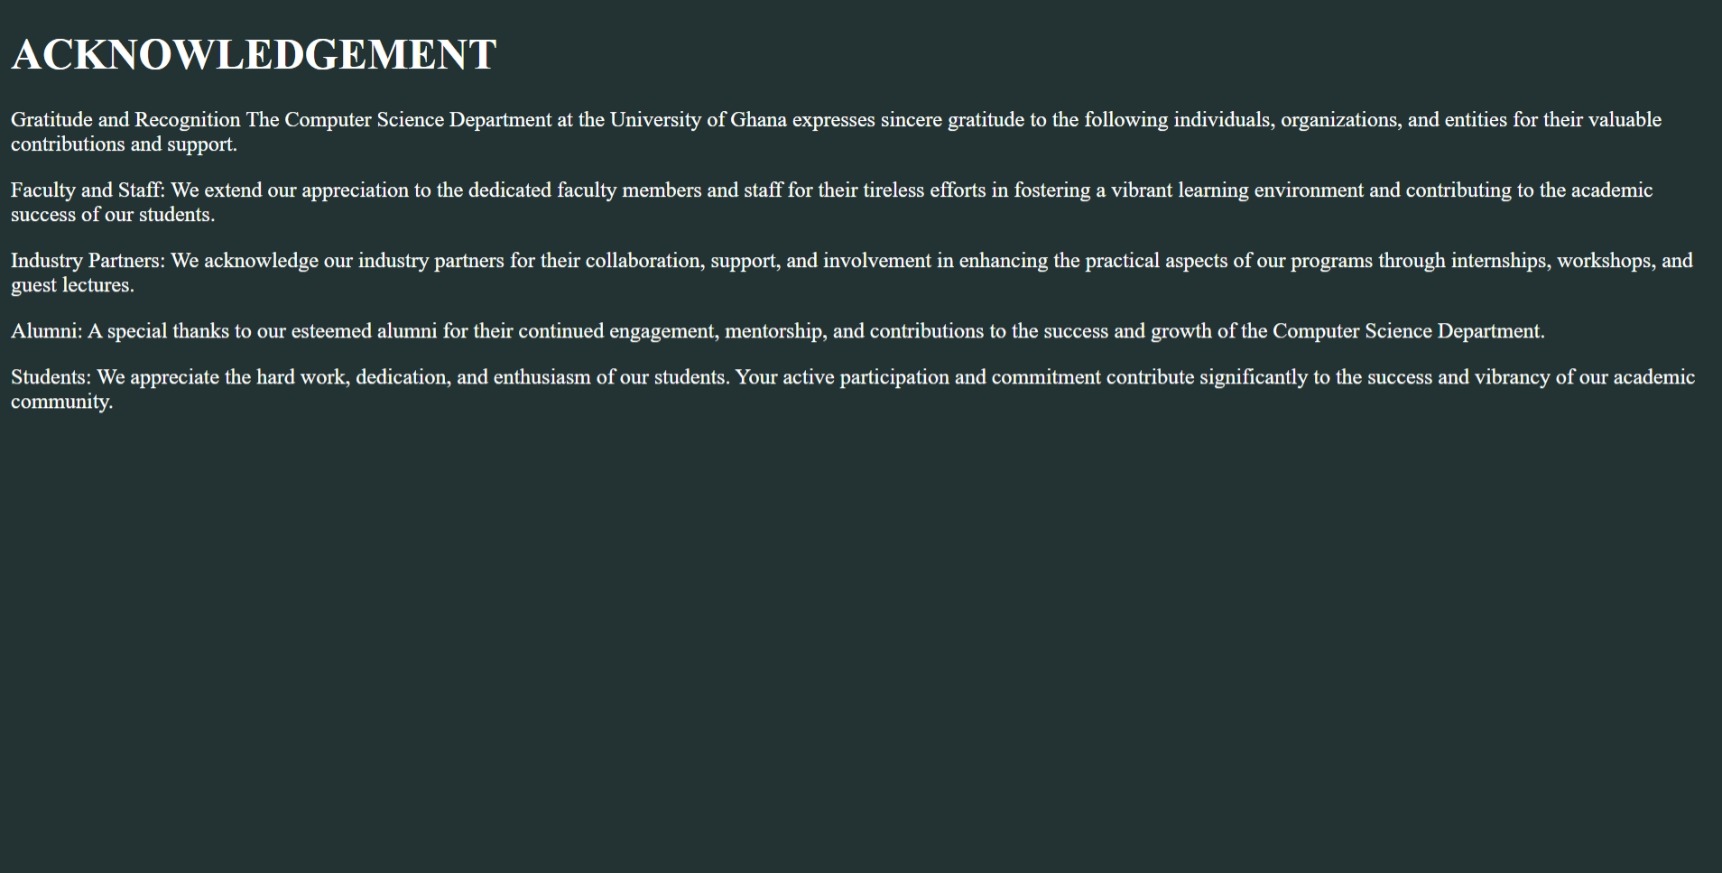 ACKNOWLEDGEMENT
Gratitude and Recognition The Computer Science Department at the University of Ghana expresses sincere gratitude to the following individuals, organizations, and entities for their valuable
contributions and support.
Faculty and Staff: We extend our appreciation to the dedicated faculty members and staff for their tireless efforts in fostering a vibrant learning environment and contributing to the academic
success of our students.
Industry Partners: We acknowledge our industry partners for their collaboration, support, and involvement in enhancing the practical aspects of our programs through internships, workshops, and
guest lectures.
Alumni: A special thanks to our esteemed alumni for their continued engagement, mentorship, and contributions to the success and growth of the Computer Science Department.
Students: We appreciate the hard work, dedication, and enthusiasm of our students. Your active participation and commitment contribute significantly to the success and vibrancy of our academic
community.